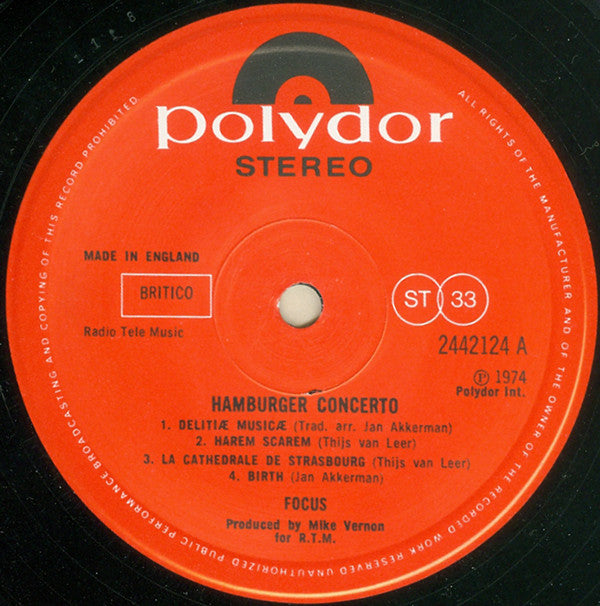 1116
polydor
STEREO
ALL RIGHTS OF THE MANUFACTURER AND OF THE OWNER OF THE RECORDED WORK RESERVED UNAUTHORIZED PUBLIC PERFORMANCE BROADCASTING AND COPYING OF THIS RECORD PROHIBITED
MADE IN ENGLAND
BRITICO
Radio Tele Music
ST 33
2442124 A
Ⓟ 1974
Polydor Int.
HAMBURGER CONCERTO
1. DELITIÆ MUSICÆ (Trad. arr. Jan Akkerman)
2. HAREM SCAREM (Thijs van Leer)
3. LA CATHEDRALE DE STRASBOURG (Thijs van Leer)
4. BIRTH (Jan Akkerman)
FOCUS
Produced by Mike Vernon
for R.T.M.